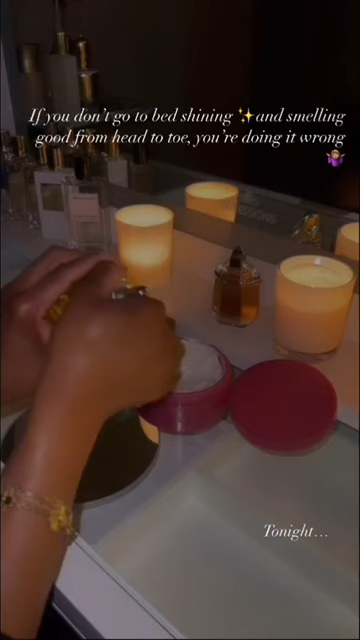 If you don't go to bed shining ✨and smelling
good from head to toe, you're doing it wrong
🤷🏽‍♀️
Tonight...